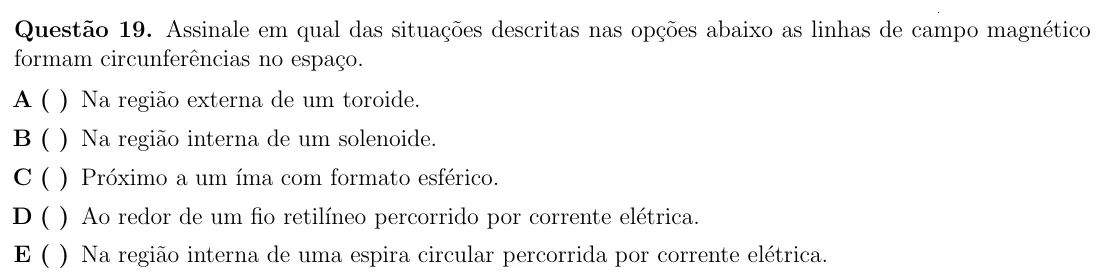 Questão 19. Assinale em qual das situações descritas nas opções abaixo as linhas de campo magnético
formam circunferências no espaço.
A ( ) Na região externa de um toroide.
B ( ) Na região interna de um solenoide.
C ( ) Próximo a um íma com formato esférico.
D ( ) Ao redor de um fio retilíneo percorrido por corrente elétrica.
E ( ) Na região interna de uma espira circular percorrida por corrente elétrica.